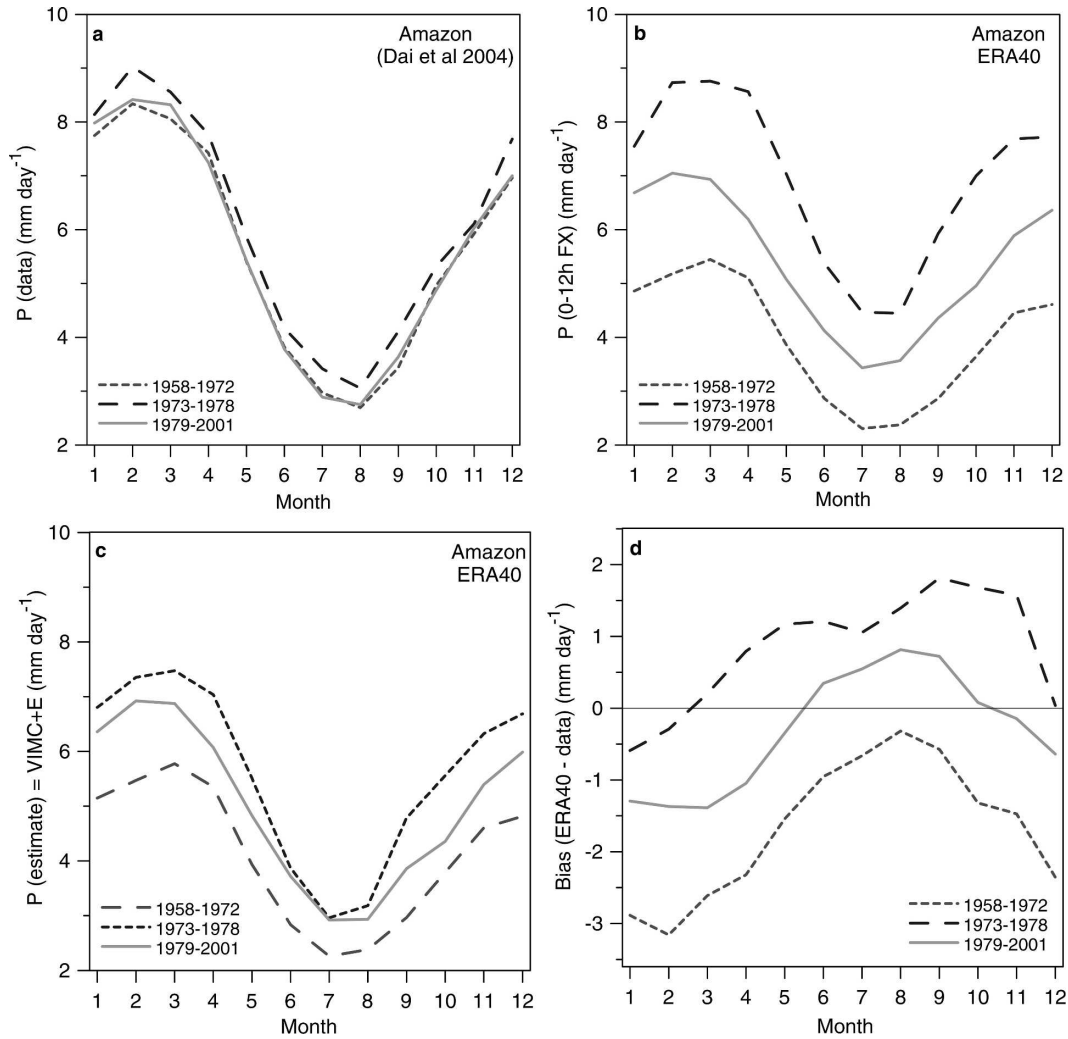 a
Amazon
(Dai et al 2004)
P (data) (mm day-1)
10
8
6
4
2
1958-1972
1973-1978
1979-2001
1 2 3 4 5 6 7 8 9 10 11 12
Month
b
Amazon
ERA40
P (0-12h FX) (mm day-1)
10
8
6
4
2
1958-1972
1973-1978
1979-2001
1 2 3 4 5 6 7 8 9 10 11 12
Month
c
Amazon
ERA40
P (estimate) = VIMC+E (mm day-1)
10
8
6
4
2
1958-1972
1973-1978
1979-2001
1 2 3 4 5 6 7 8 9 10 11 12
Month
d
Bias (ERA40 - data) (mm day-1)
2
1
0
-1
-2
-3
1958-1972
1973-1978
1979-2001
1 2 3 4 5 6 7 8 9 10 11 12
Month